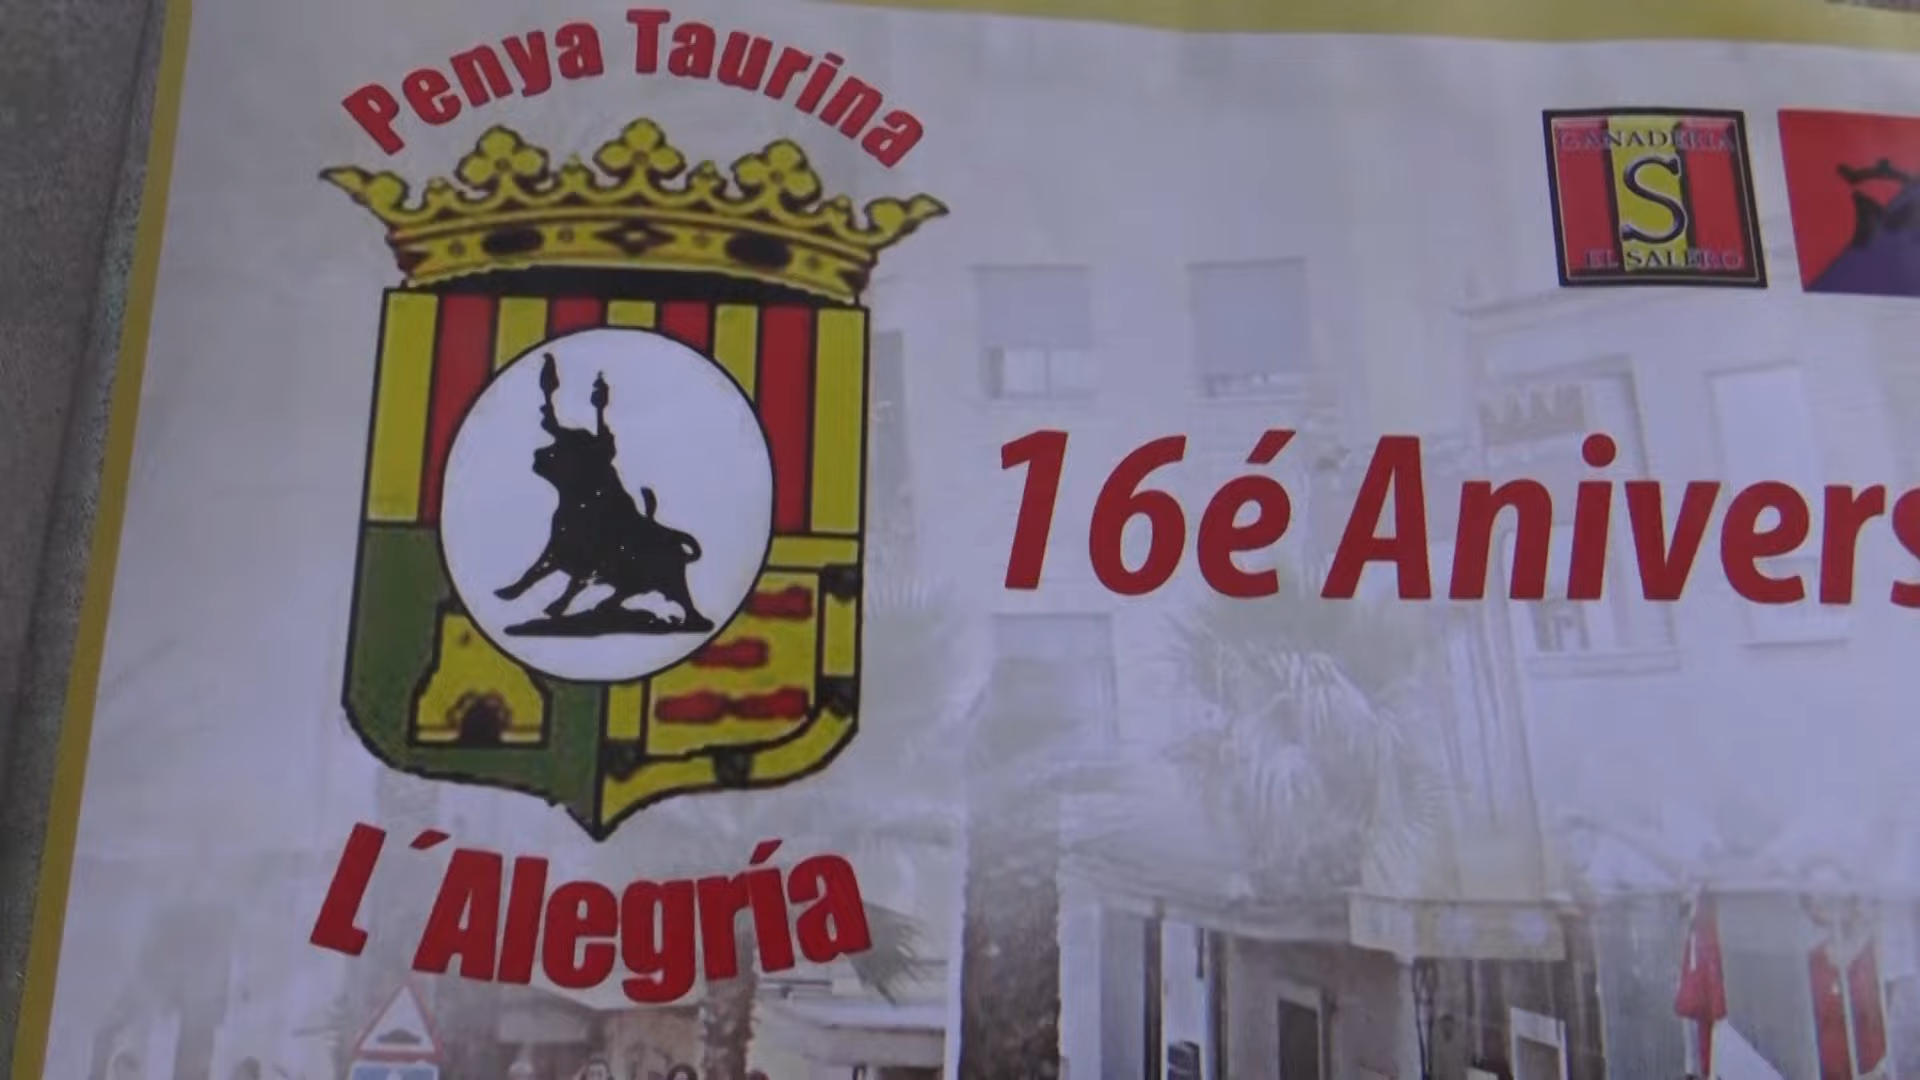 Penya Taurina
GANADERIA
S
EL SALERO
16é Anivers
L´Alegría